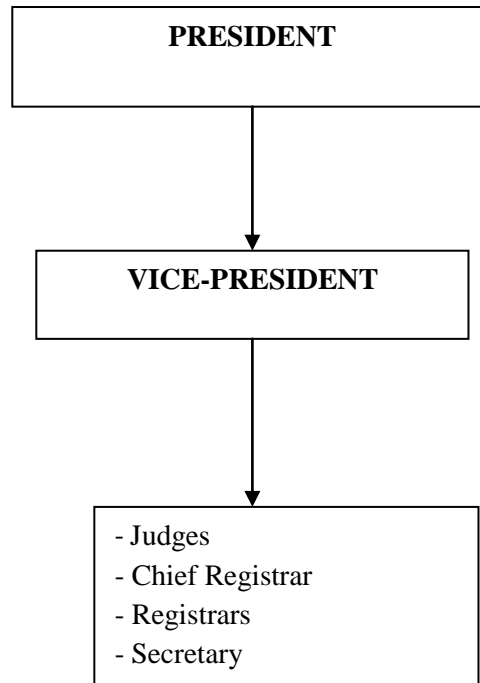 PRESIDENT
VICE-PRESIDENT
- Judges
- Chief Registrar
- Registrars
- Secretary